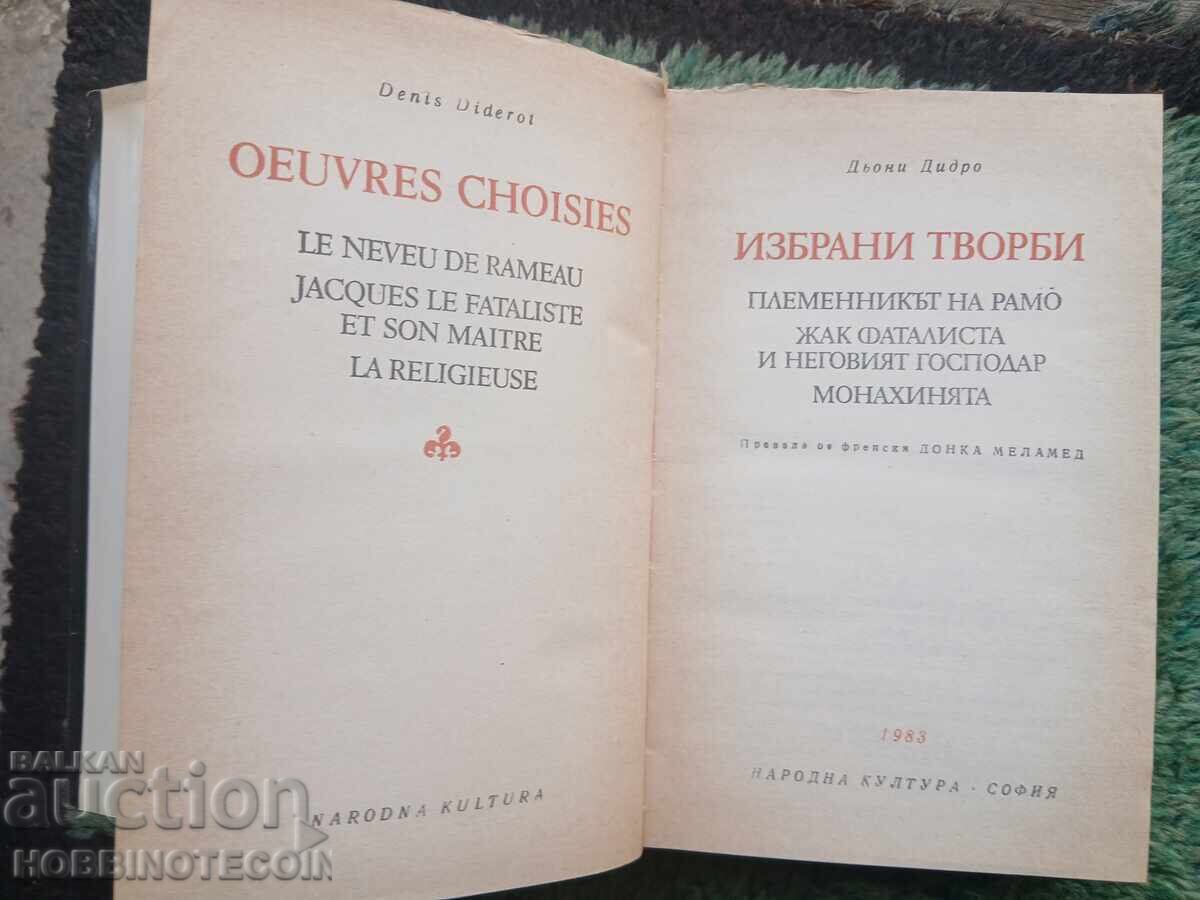 Denis Diderot
OEUVRES CHOISIES
LE NEVEU DE RAMEAU
JACQUES LE FATALISTE
ET SON MAITRE
LA RELIGIEUSE
NARODNA KULTURA
Дьони Дидро
ИЗБРАНИ ТВОРБИ
ПЛЕМЕННИКЪТ НА РАМО
ЖАК ФАТАЛИСТА
И НЕГОВИЯТ ГОСПОДАР
МОНАХИНЯТА
Превела от френски ДОНКА МЕЛАМЕД
1983
НАРОДНА КУЛТУРА · СОФИЯ
BALKAN
auction
HOBBINOTECOIN